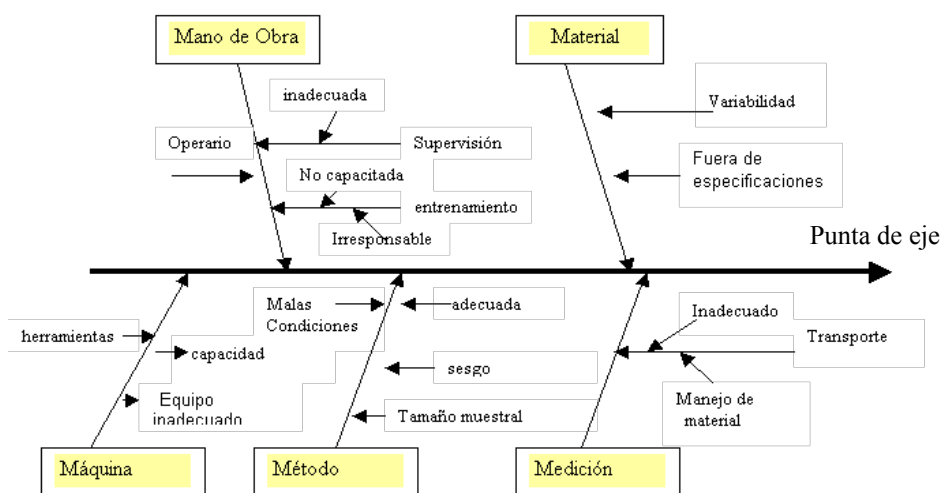 Mano de Obra
Material
inadecuada
Variabilidad
Operario
Supervisión
Fuera de
especificaciones
No capacitada
entrenamiento
Irresponsable
Punta de eje
Malas
Condiciones
adecuada
Inadecuado
Transporte
herramientas
capacidad
sesgo
Equipo
inadecuado
Tamaño muestral
Manejo de
material
Máquina
Método
Medición